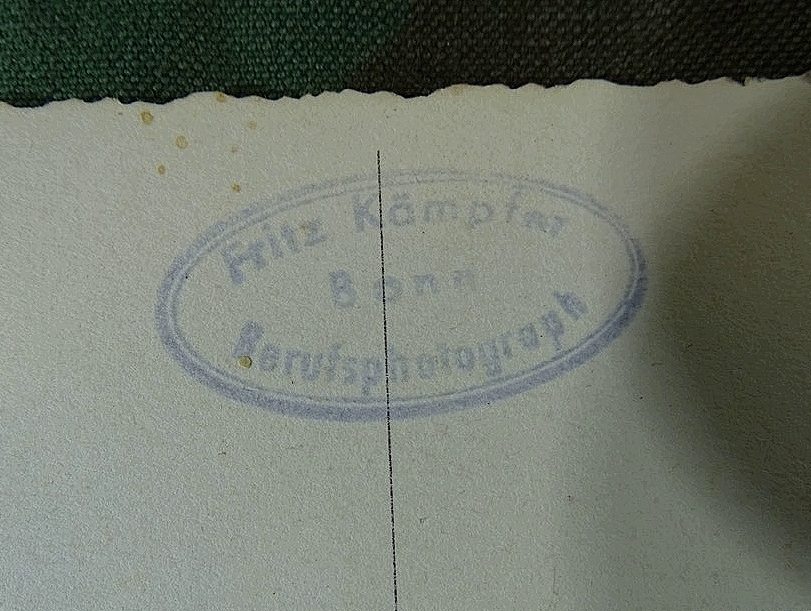 Fritz Kämpfer
Bonn
Berufsphotograph